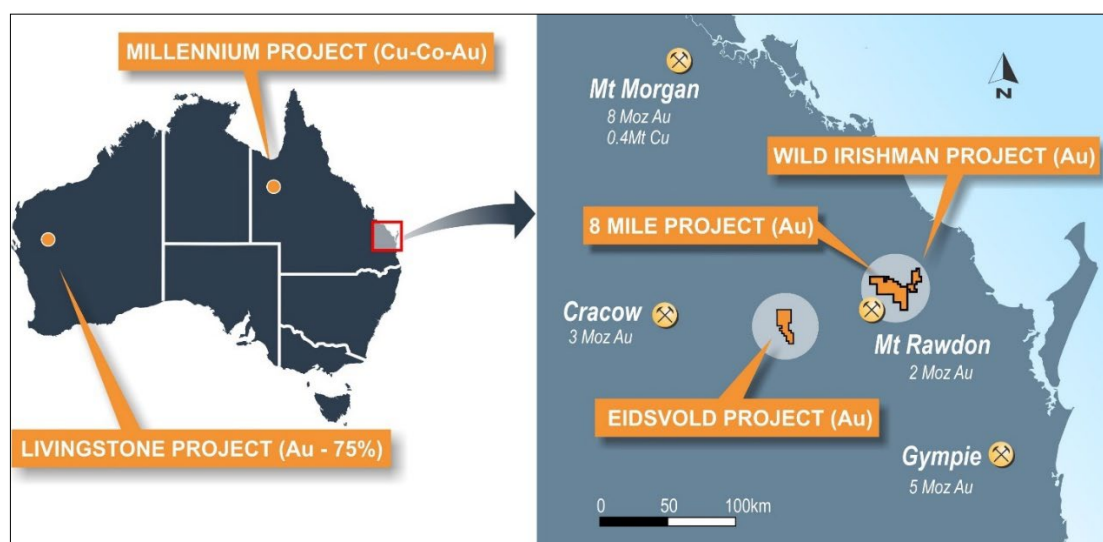 MILLENNIUM PROJECT (Cu-Co-Au)
LIVINGSTONE PROJECT (Au - 75%)
Mt Morgan
8 Moz Au
0.4Mt Cu
N
WILD IRISHMAN PROJECT (Au)
8 MILE PROJECT (Au)
Cracow
3 Moz Au
Mt Rawdon
2 Moz Au
EIDSVOLD PROJECT (Au)
Gympie
5 Moz Au
0 50 100km